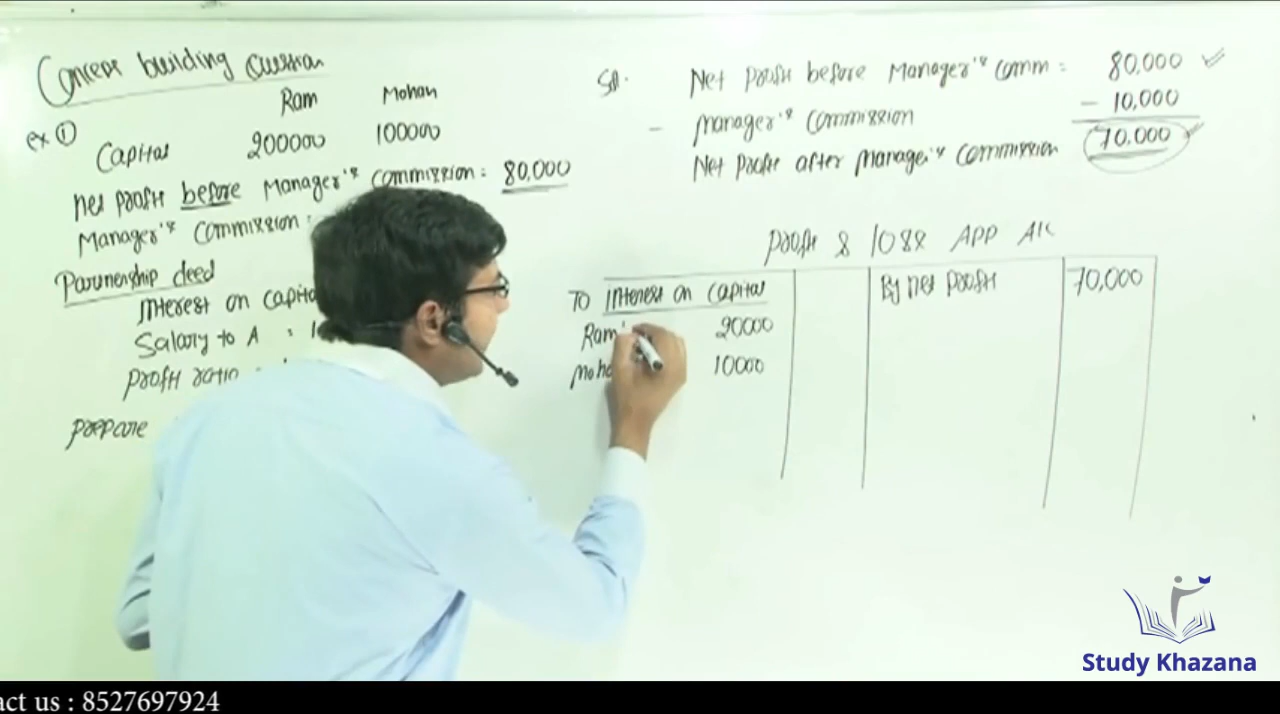 Concept building Question
Ram Mohan
ex ①
Capital 200000 100000
Net profit before Manager's Commission : 80,000
Manager's Commission :
Partnership deed
Interest on Capita
Salary to A : 1
Profit ratio
prepare
Sol. Net profit before Manager's Comm : 80,000
- Manager's Commission - 10,000
Net Profit after Manager's Commission 70,000
Profit & loss APP A/C
To Interest on Capital By Net Profit 70,000
Ram' 20000
Moha 10000
Study Khazana
act us : 8527697924